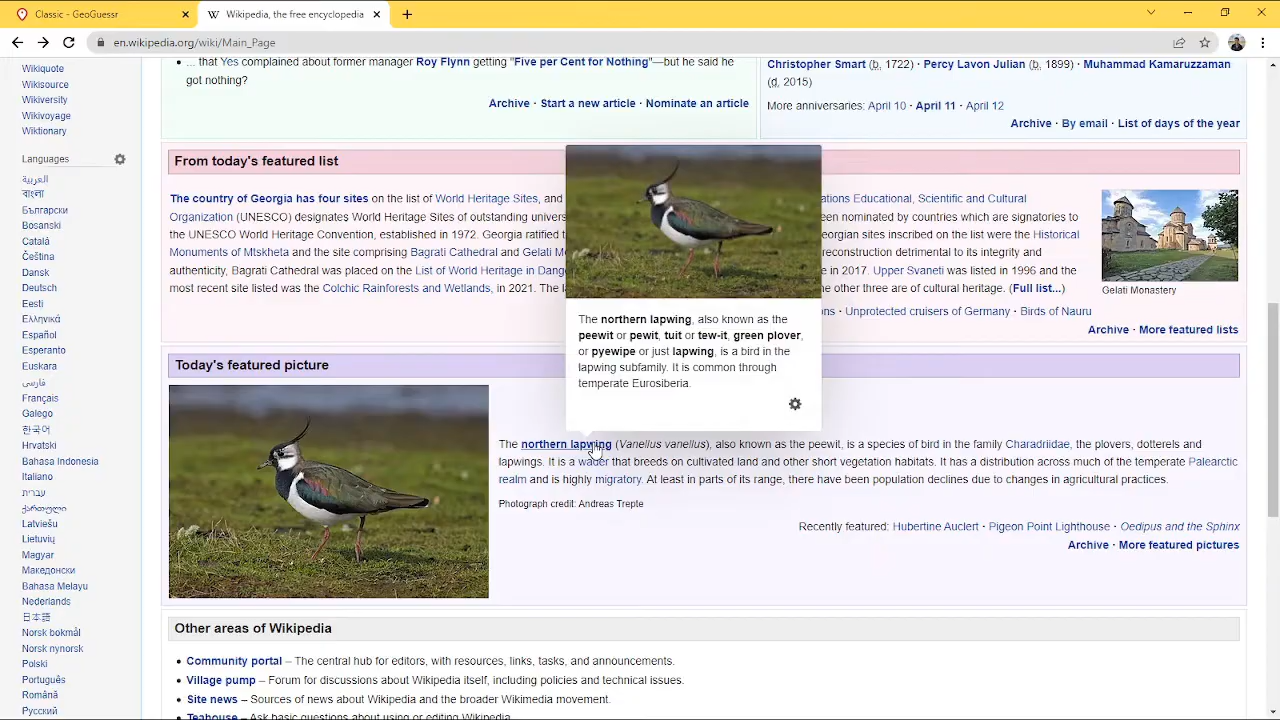 Classic - GeoGuessr
Wikipedia, the free encyclopedia
en.wikipedia.org/wiki/Main_Page
Wikiquote
Wikisource
Wikiversity
Wikivoyage
Wiktionary
Languages
العربية
বাংলা
Български
Bosanski
Català
Čeština
Dansk
Deutsch
Eesti
Ελληνικά
Español
Esperanto
Euskara
فارسی
Français
Galego
한국어
Hrvatski
Bahasa Indonesia
Italiano
עברית
ქართული
Latviešu
Lietuvių
Magyar
Македонски
Bahasa Melayu
Nederlands
日本語
Norsk bokmål
Norsk nynorsk
Polski
Português
Română
Русский
... that Yes complained about former manager Roy Flynn getting "Five per Cent for Nothing"—but he said he
got nothing?
Archive · Start a new article · Nominate an article
Christopher Smart (b. 1722) · Percy Lavon Julian (b. 1899) · Muhammad Kamaruzzaman
(d. 2015)
More anniversaries: April 10 · April 11 · April 12
Archive · By email · List of days of the year
From today's featured list
The country of Georgia has four sites on the list of World Heritage Sites, and
ations Educational, Scientific and Cultural
Organization (UNESCO) designates World Heritage Sites of outstanding
een nominated by countries which are signatories to
the UNESCO World Heritage Convention, established in 1972. Georgia ratified
eorgian sites inscribed on the list were the Historical
Monuments of Mtskheta and the site comprising Bagrati Cathedral and Gelati
reconstruction detrimental to its integrity and
authenticity, Bagrati Cathedral was placed on the List of World Heritage in
e in 2017. Upper Svaneti was listed in 1996 and the
most recent site listed was the Colchic Rainforests and Wetlands, in 2021. The
e other three are of cultural heritage. (Full list...)
Gelati Monastery
ons · Unprotected cruisers of Germany · Birds of Nauru
Archive · More featured lists
The northern lapwing, also known as the
peewit or pewit, tuit or tew-it, green plover,
or pyewipe or just lapwing, is a bird in the
lapwing subfamily. It is common through
temperate Eurosiberia.
Today's featured picture
The northern lapwing (Vanellus vanellus), also known as the peewit, is a species of bird in the family Charadriidae, the plovers, dotterels and
lapwings. It is a wader that breeds on cultivated land and other short vegetation habitats. It has a distribution across much of the temperate Palearctic
realm and is highly migratory. At least in parts of its range, there have been population declines due to changes in agricultural practices.
Photograph credit: Andreas Trepte
Recently featured: Hubertine Auclert · Pigeon Point Lighthouse · Oedipus and the Sphinx
Archive · More featured pictures
Other areas of Wikipedia
Community portal – The central hub for editors, with resources, links, tasks, and announcements.
Village pump – Forum for discussions about Wikipedia itself, including policies and technical issues.
Site news – Sources of news about Wikipedia and the broader Wikimedia movement.
Teahouse – Ask basic questions about using or editing Wikipedia.